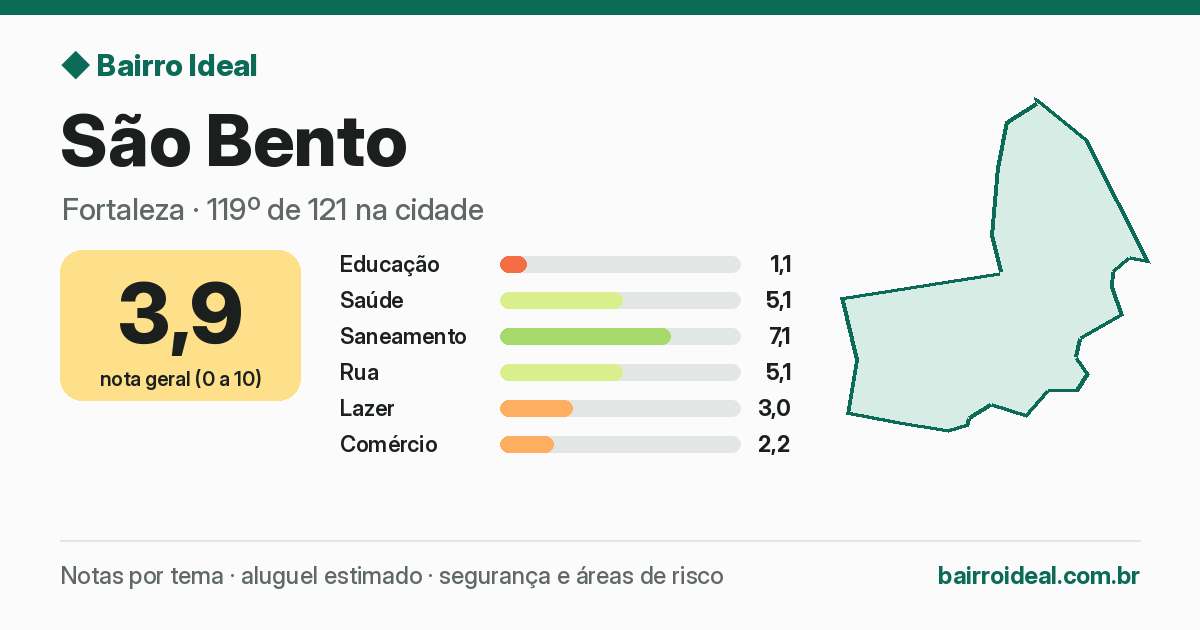 Bairro Ideal
São Bento
Fortaleza · 119º de 121 na cidade
3,9
nota geral (0 a 10)
Educação 1,1
Saúde 5,1
Saneamento 7,1
Rua 5,1
Lazer 3,0
Comércio 2,2
Notas por tema · aluguel estimado · segurança e áreas de risco
bairroideal.com.br